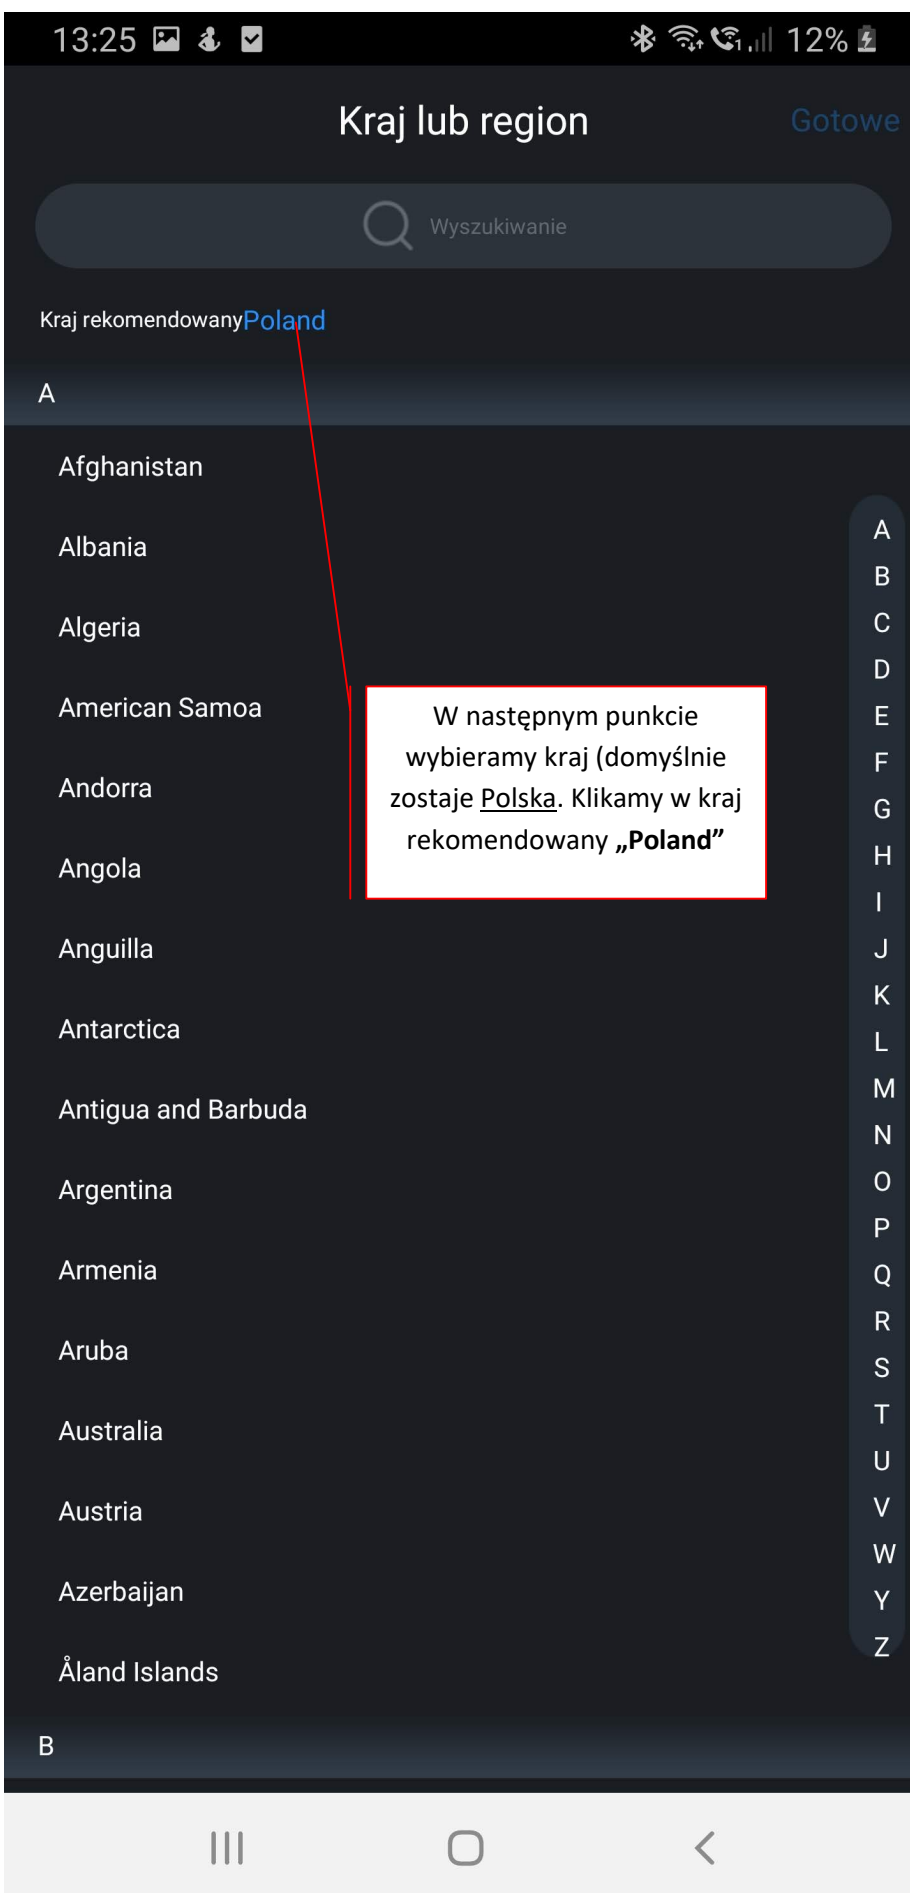 13:25
12%
Kraj lub region
Gotowe
Wyszukiwanie
Kraj rekomendowany Poland
A
Afghanistan
Albania
Algeria
American Samoa
Andorra
Angola
Anguilla
Antarctica
Antigua and Barbuda
Argentina
Armenia
Aruba
Australia
Austria
Azerbaijan
Åland Islands
B
W następnym punkcie
wybieramy kraj (domyślnie
zostaje Polska. Klikamy w kraj
rekomendowany „Poland”
A
B
C
D
E
F
G
H
I
J
K
L
M
N
O
P
Q
R
S
T
U
V
W
Y
Z